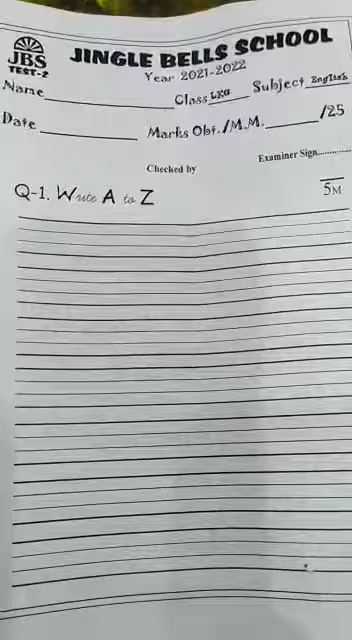 JBS
TEST-2
JINGLE BELLS SCHOOL
Year 2021-2022
Name Class LKG Subject English
Date Marks Obt./M.M. /25
Checked by Examiner Sign.............
Q-1. Write A to Z 5M